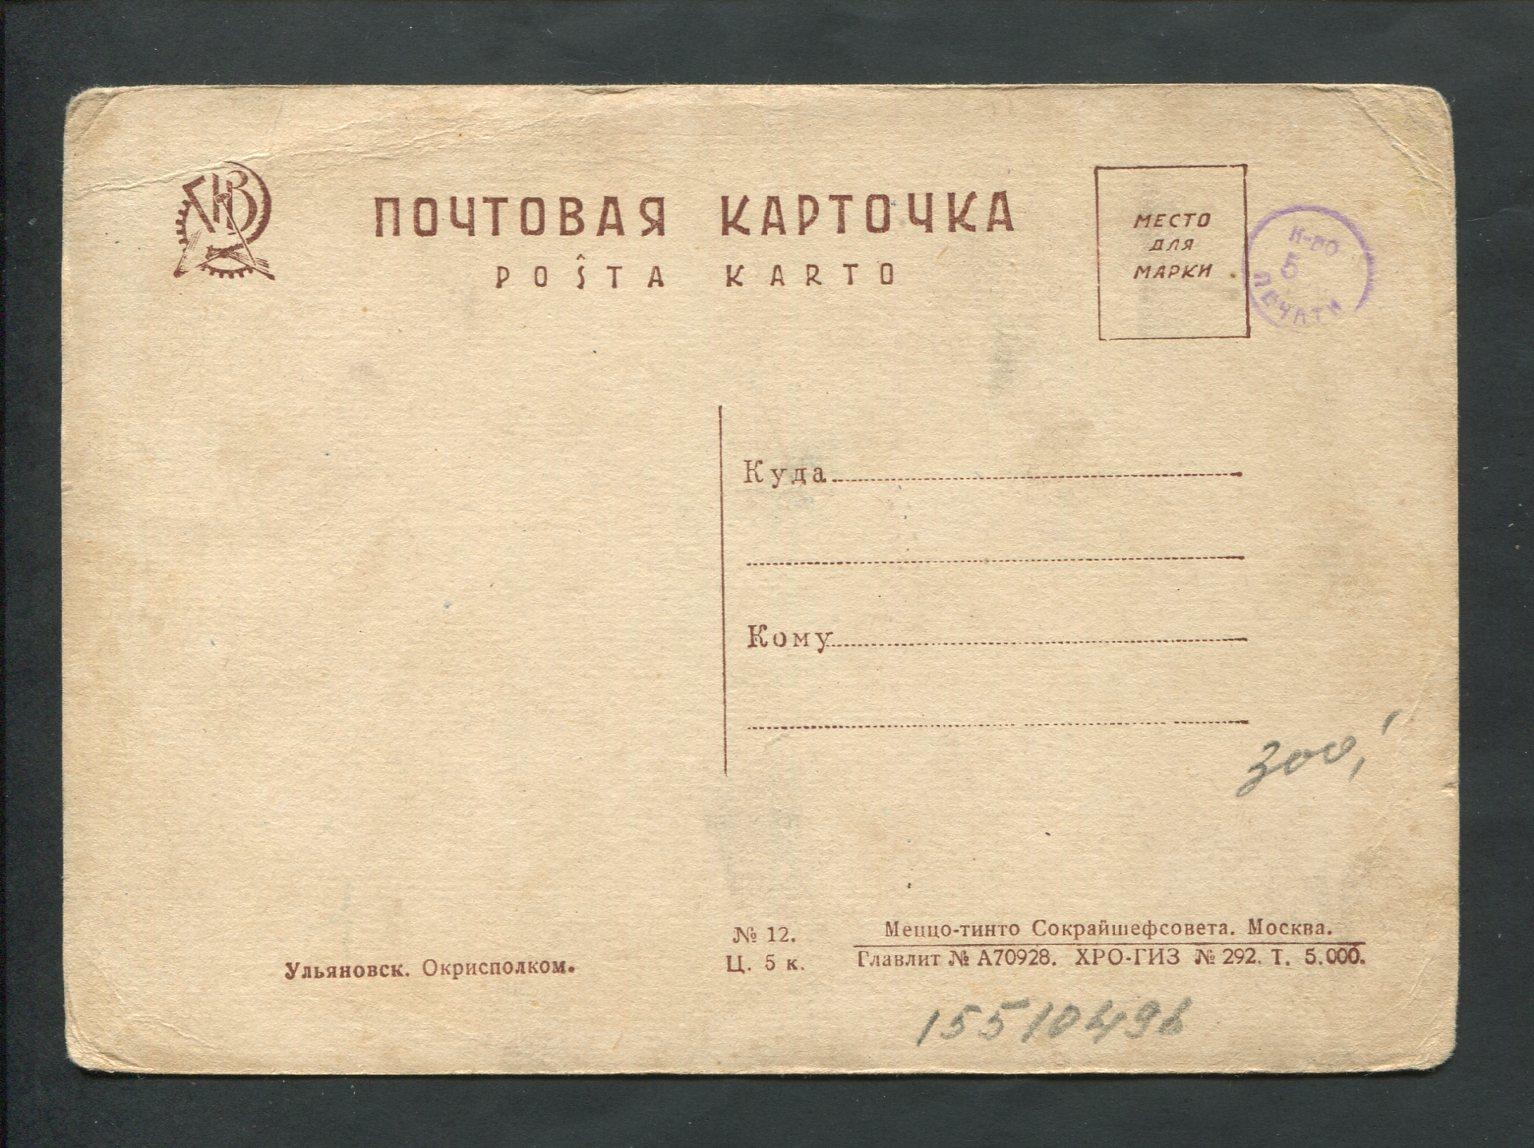 ПОЧТОВАЯ КАРТОЧКА
POŜTA KARTO
МЕСТО
ДЛЯ
МАРКИ
К-во
5
ПЕЧАТИ
Куда
Кому
300,
№ 12.
Ц. 5 к.
Меццо-тинто Сокрайшефсовета. Москва.
Главлит № А70928. ХРО-ГИЗ № 292. Т. 5.000.
Ульяновск. Окрисполком.